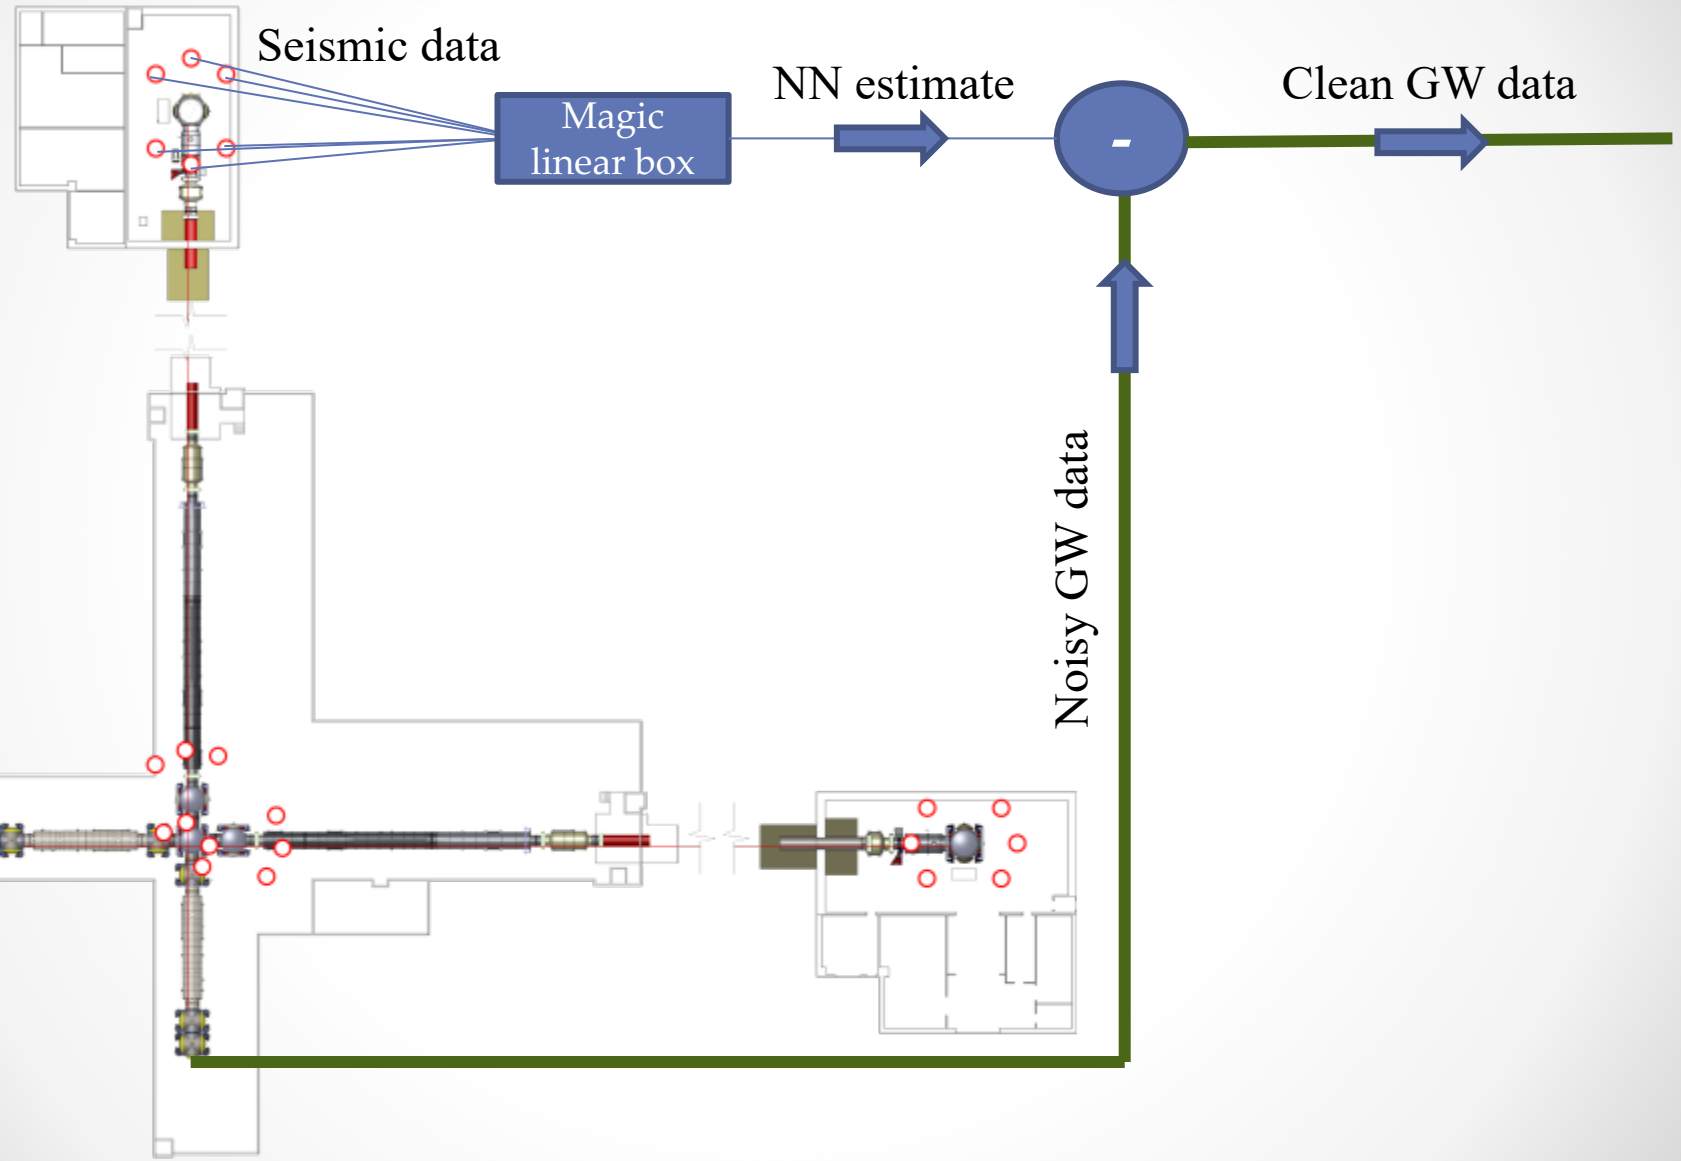 Seismic data
Magic
linear box
NN estimate
-
Clean GW data
Noisy GW data